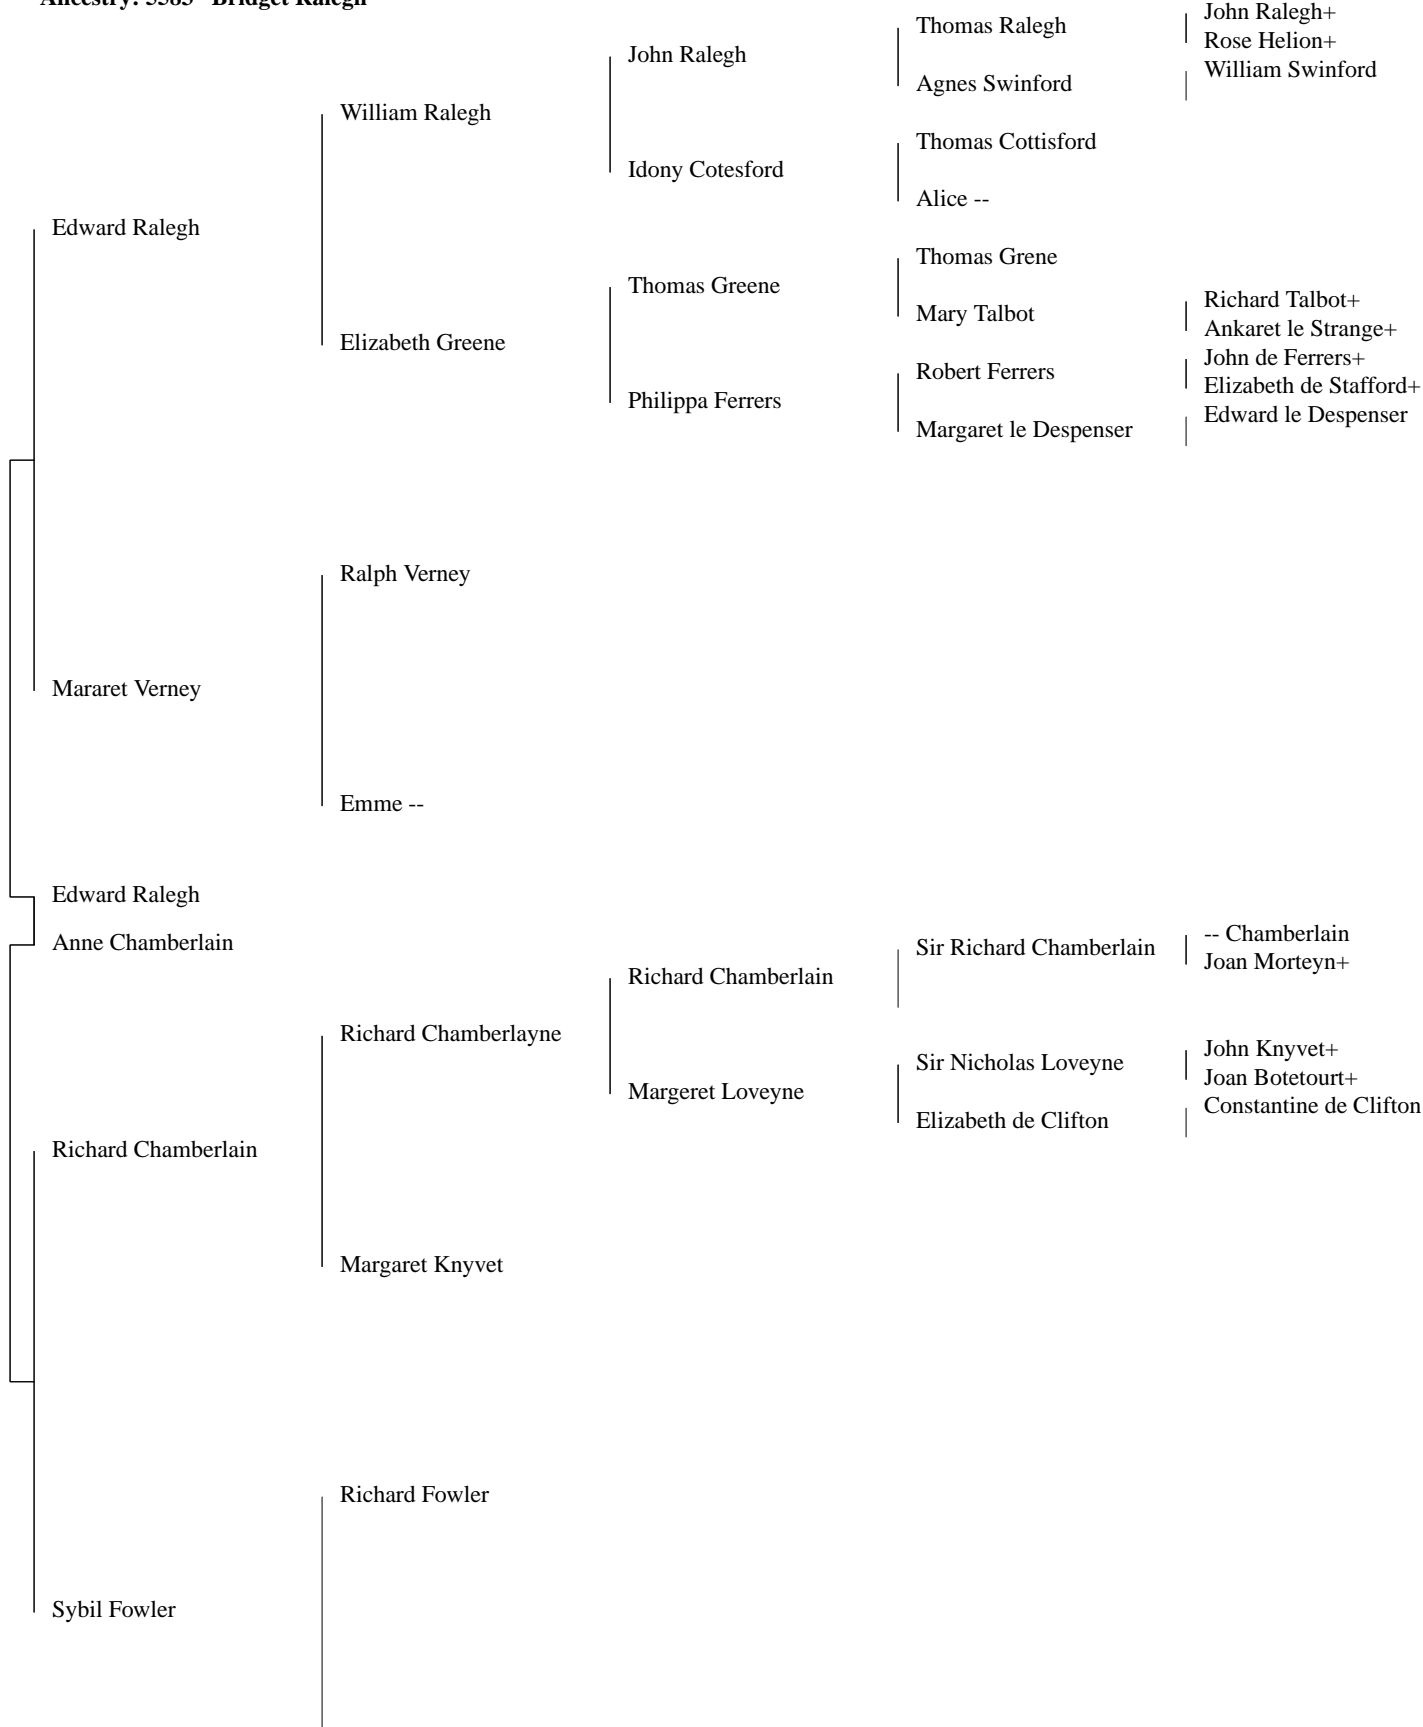 Ancestry: 5585 Bridget Ralegh
John Ralegh+
Thomas Ralegh
Rose Helion+
John Ralegh
William Swinford
Agnes Swinford
William Ralegh
Thomas Cottisford
Idony Cotesford
Alice --
Edward Ralegh
Thomas Grene
Thomas Greene
Richard Talbot+
Mary Talbot
Ankaret le Strange+
Elizabeth Greene
John de Ferrers+
Robert Ferrers
Elizabeth de Stafford+
Philippa Ferrers
Edward le Despenser
Margaret le Despenser
Ralph Verney
Mararet Verney
Emme --
Edward Ralegh
-- Chamberlain
Anne Chamberlain
Sir Richard Chamberlain
Joan Morteyn+
Richard Chamberlain
Richard Chamberlayne
John Knyvet+
Sir Nicholas Loveyne
Joan Botetourt+
Margeret Loveyne
Constantine de Clifton
Elizabeth de Clifton
Richard Chamberlain
Margaret Knyvet
Richard Fowler
Sybil Fowler